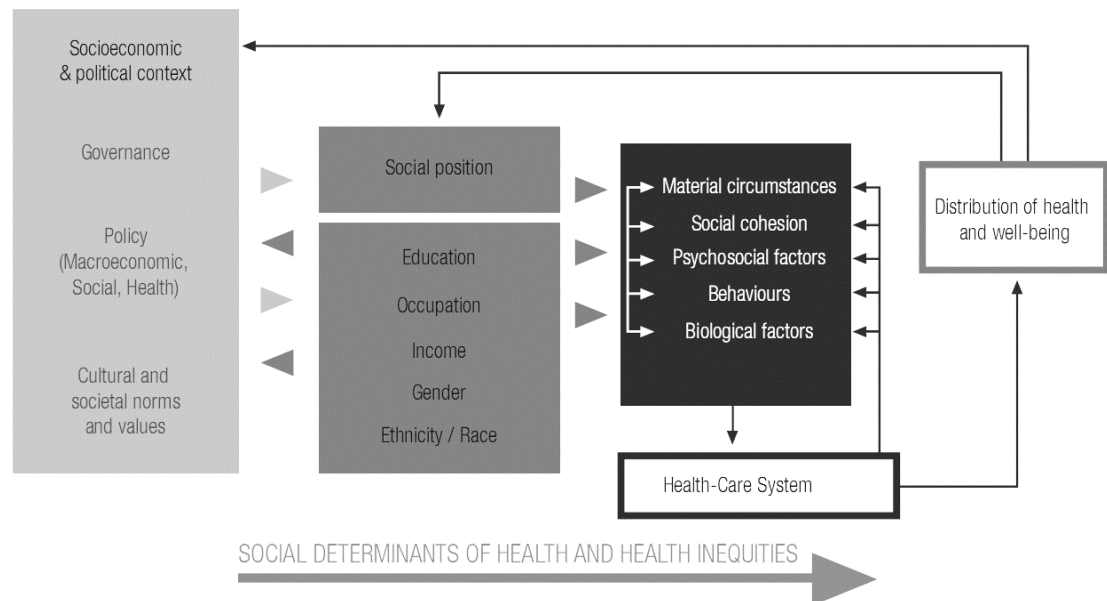 Socioeconomic
& political context
Governance
Policy
(Macroeconomic,
Social, Health)
Cultural and
societal norms
and values
Social position
Education
Occupation
Income
Gender
Ethnicity / Race
Material circumstances
Social cohesion
Psychosocial factors
Behaviours
Biological factors
Health-Care System
Distribution of health
and well-being
SOCIAL DETERMINANTS OF HEALTH AND HEALTH INEQUITIES